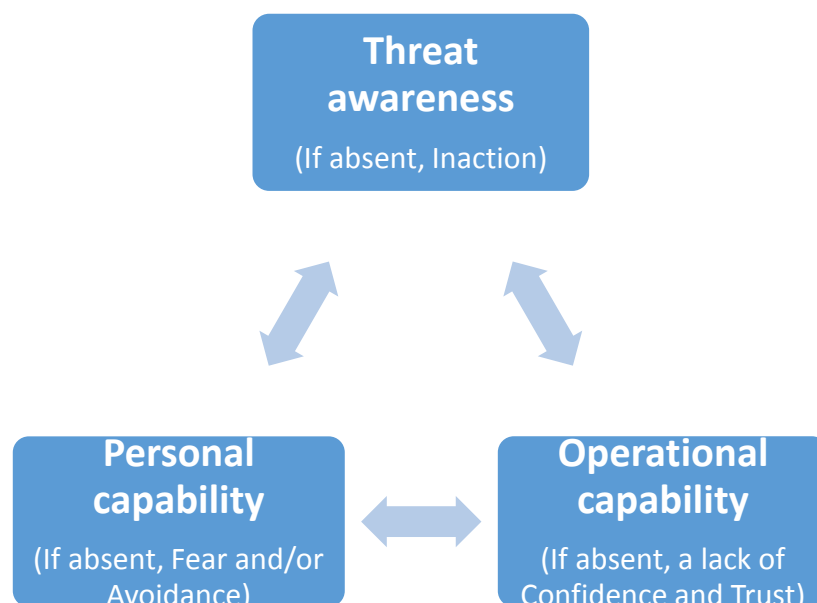 Threat
awareness
(If absent, Inaction)
Personal
capability
(If absent, Fear and/or
Avoidance)
Operational
capability
(If absent, a lack of
Confidence and Trust)